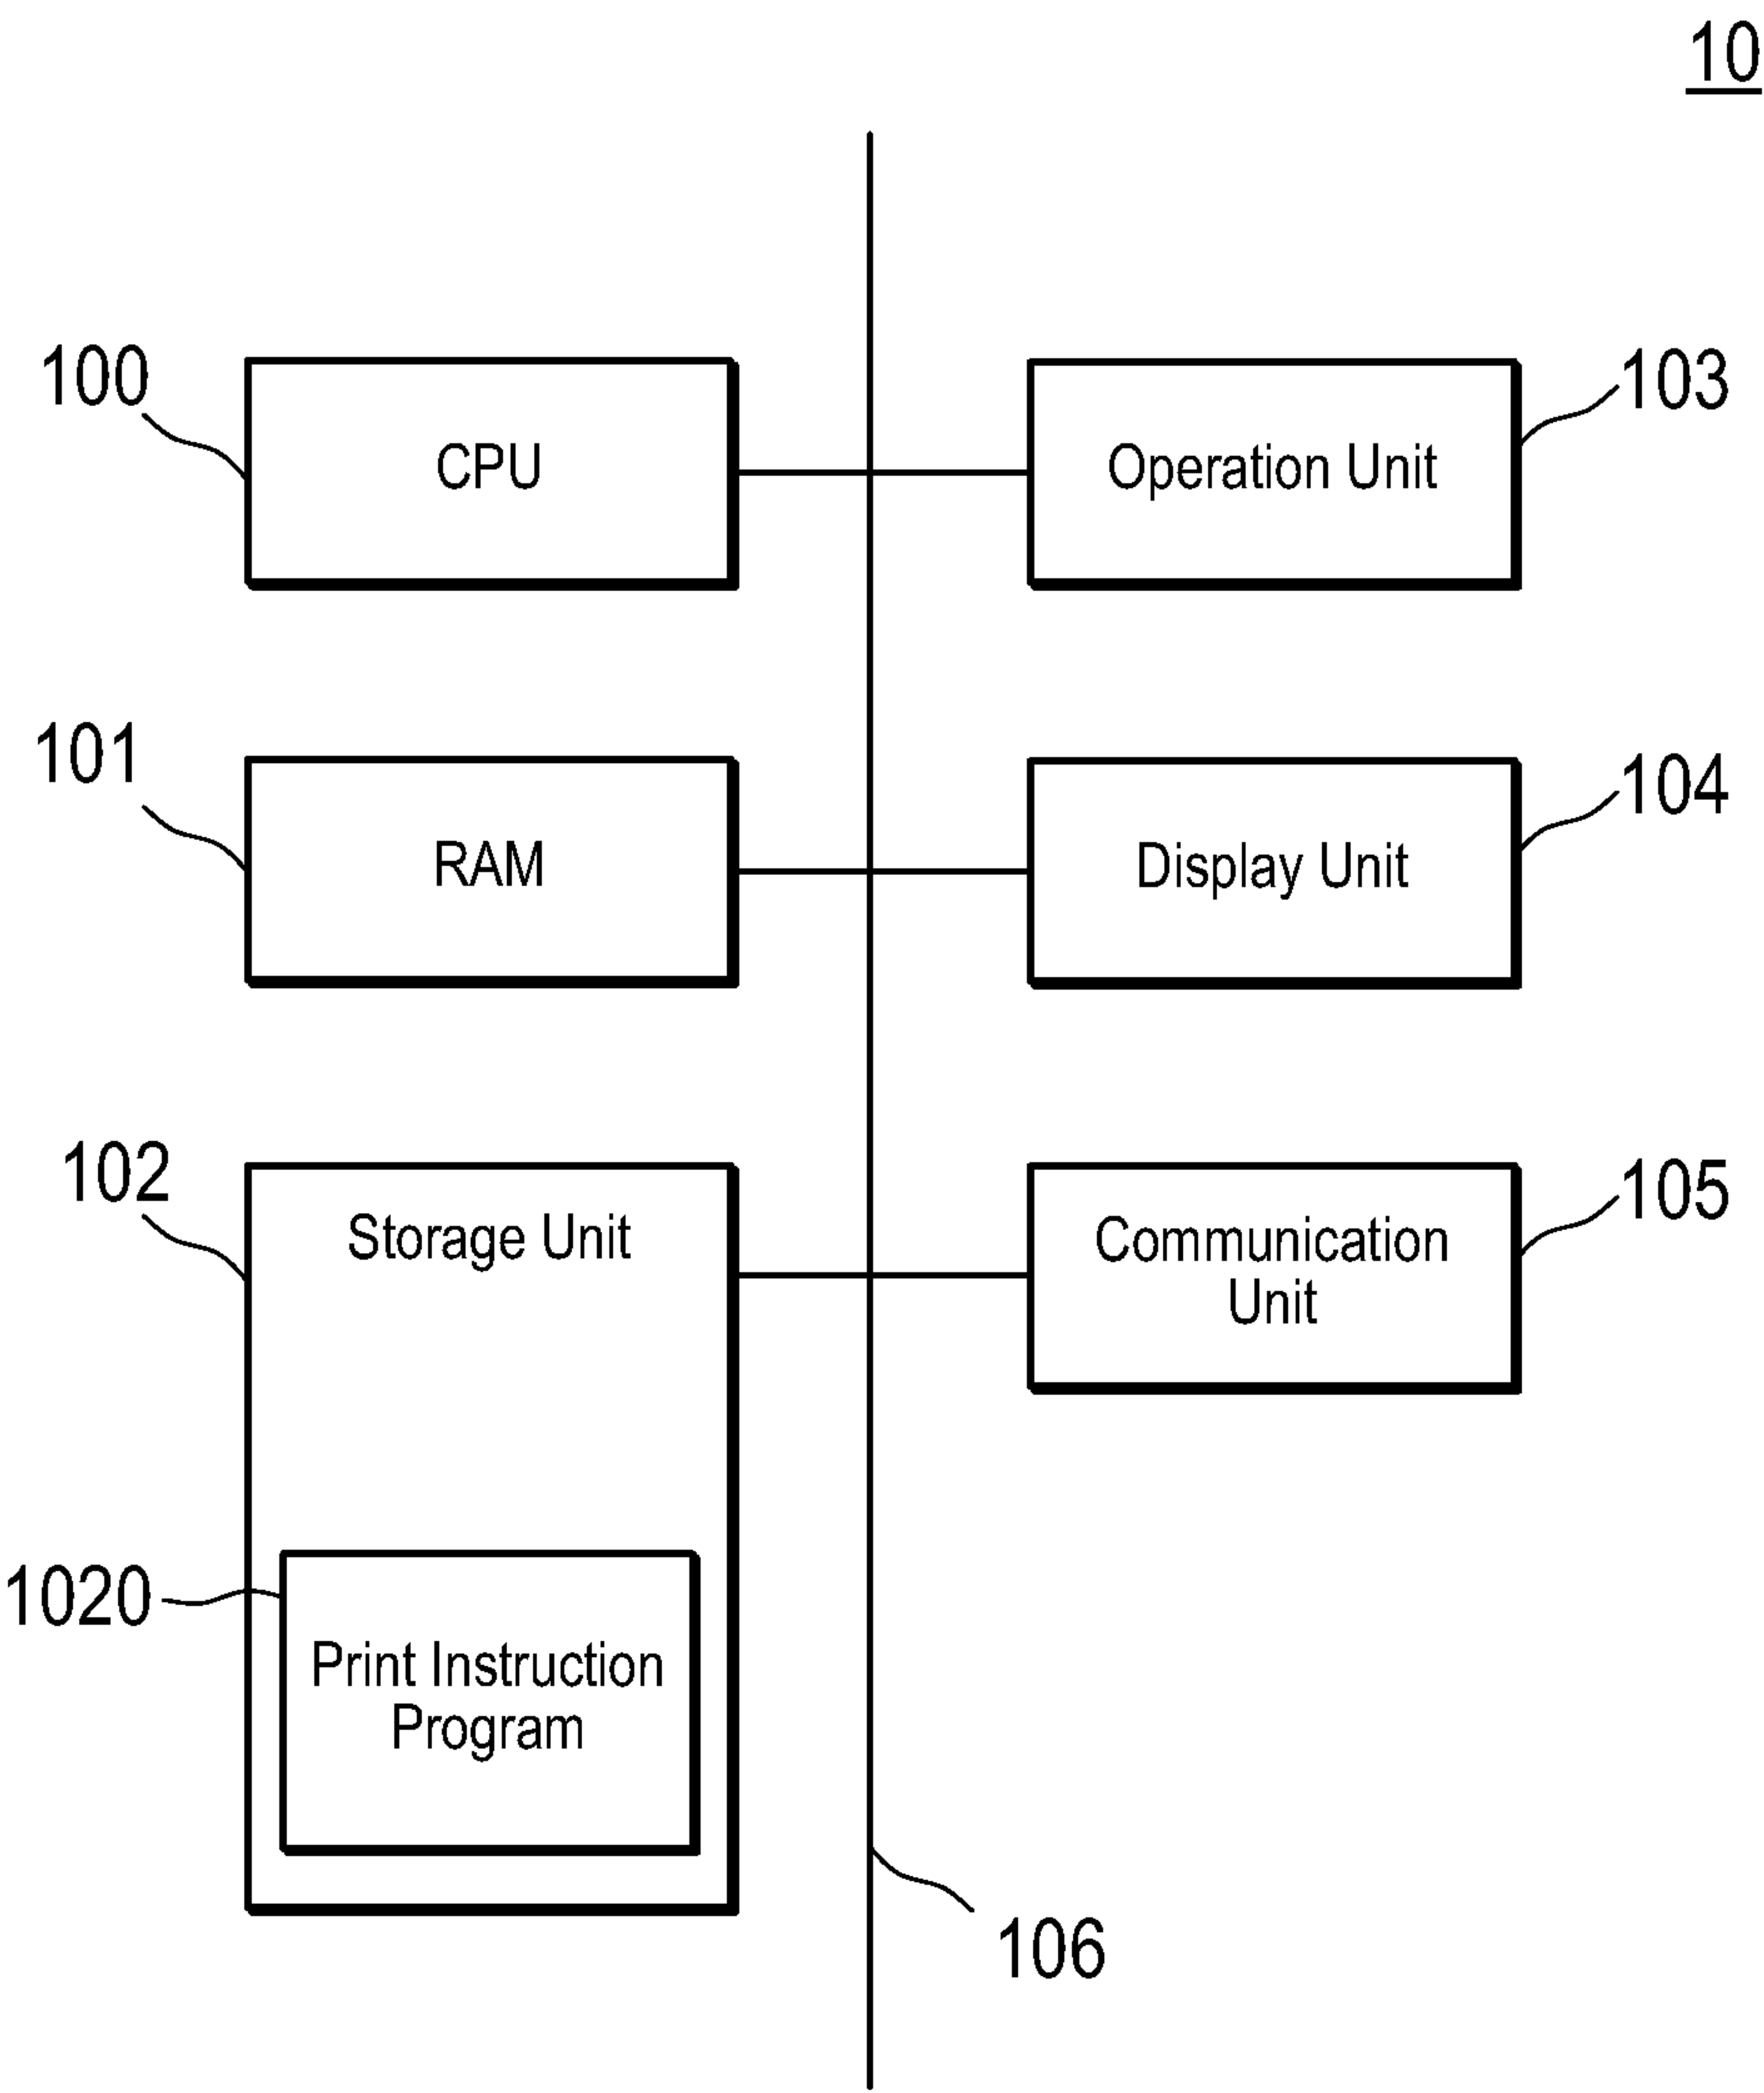 10
100
CPU
Operation Unit
103
101
RAM
Display Unit
104
102
Storage Unit
Communication
Unit
105
1020
Print Instruction
Program
106